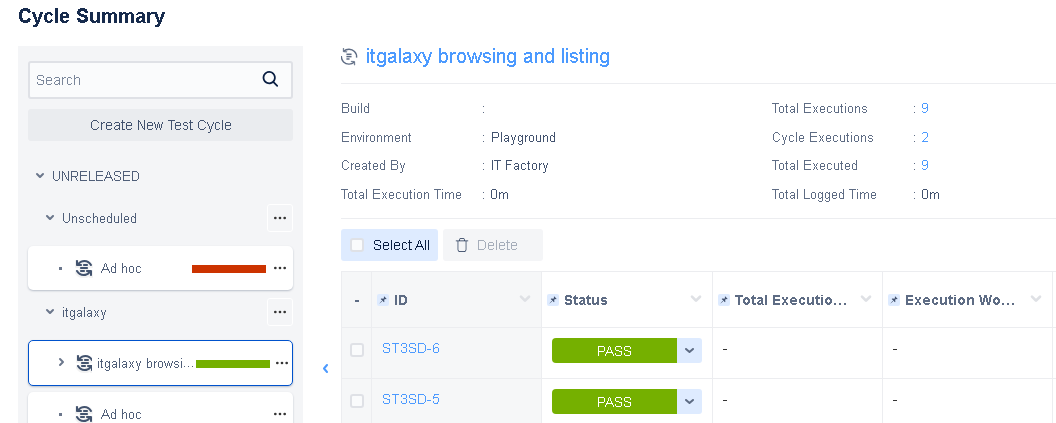 Cycle Summary
Search
Create New Test Cycle
UNRELEASED
Unscheduled
Ad hoc
itgalaxy
itgalaxy browsi...
Ad hoc
itgalaxy browsing and listing
Build :
Total Executions : 9
Environment : Playground
Cycle Executions : 2
Created By : IT Factory
Total Executed : 9
Total Execution Time : 0m
Total Logged Time : 0m
Select All
Delete
- ID Status Total Executio... Execution Wo...
ST3SD-6 PASS - -
ST3SD-5 PASS - -